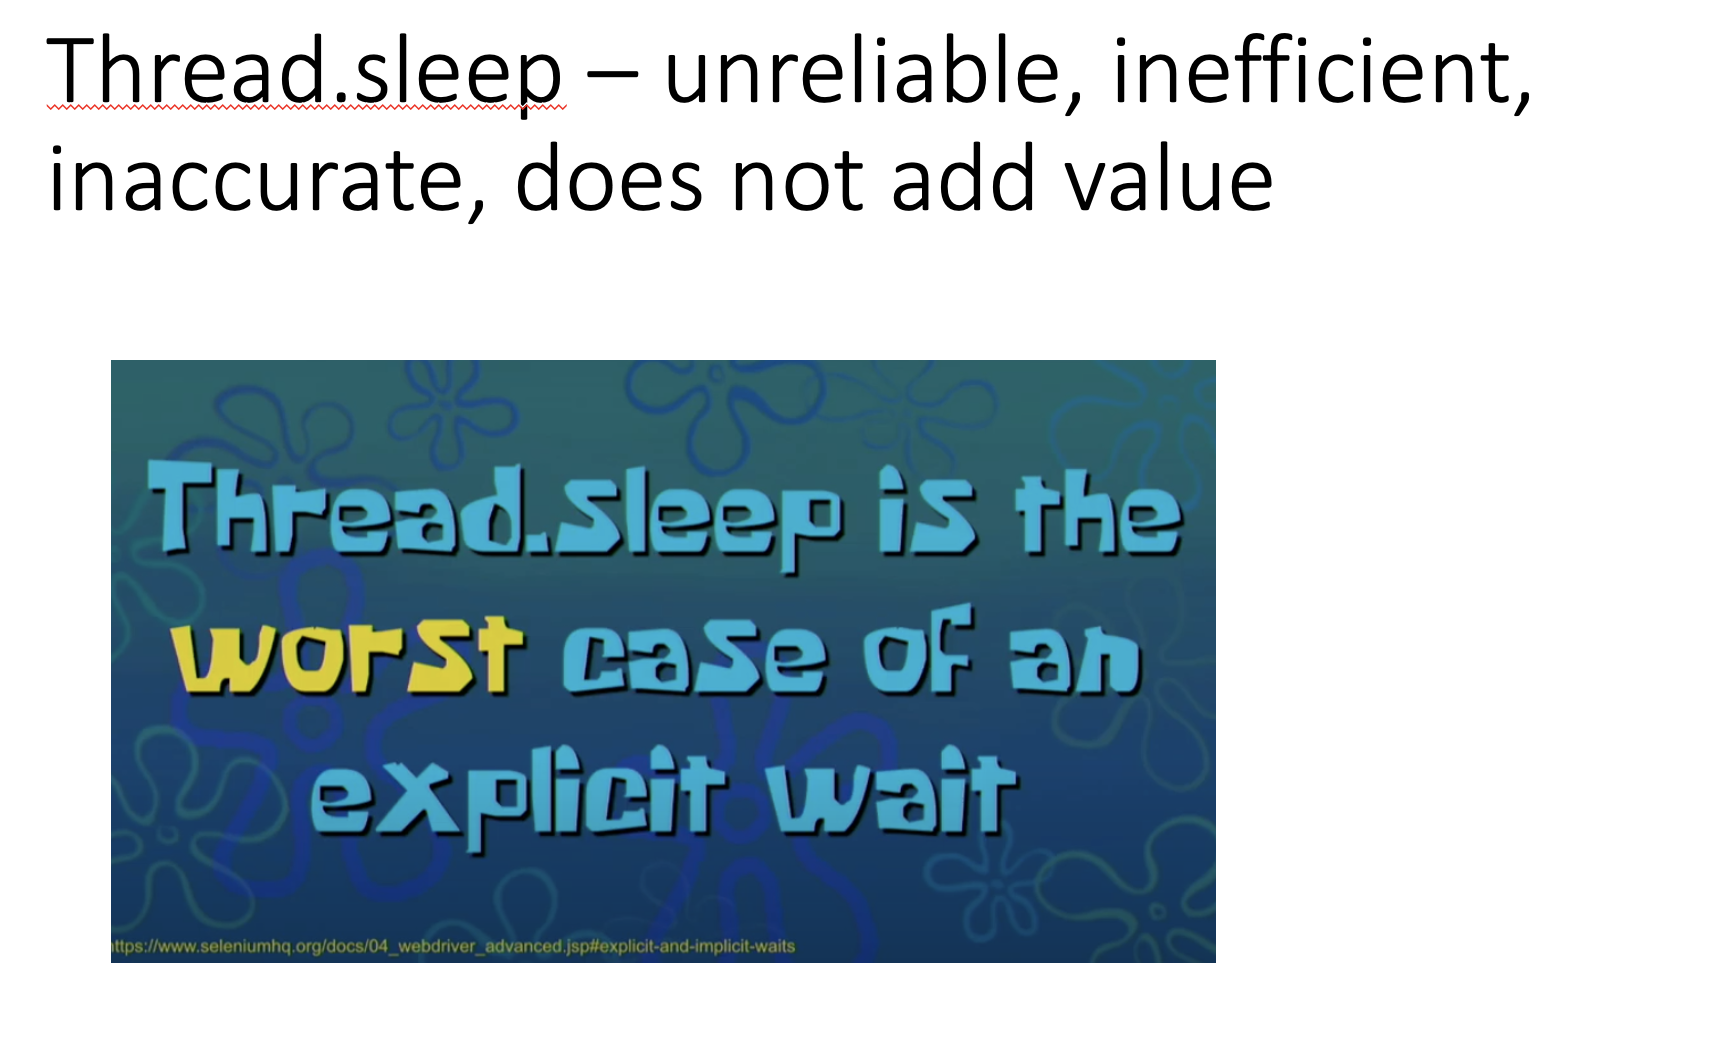 Thread.sleep – unreliable, inefficient,
inaccurate, does not add value
Thread.Sleep is the
worst case of an
explicit wait
ttps://www.seleniumhq.org/docs/04_webdriver_advanced.jsp#explicit-and-implicit-waits